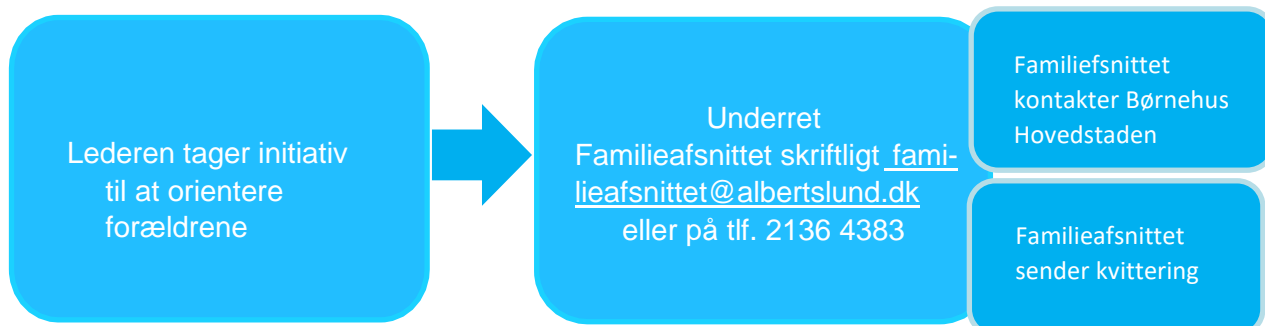 Lederen tager initiativ
til at orientere
forældrene
Underret
Familieafsnittet skriftligt fami-
lieafsnittet@albertslund.dk
eller på tlf. 2136 4383
Familiefsnittet
kontakter Børnehus
Hovedstaden
Familieafsnittet
sender kvittering